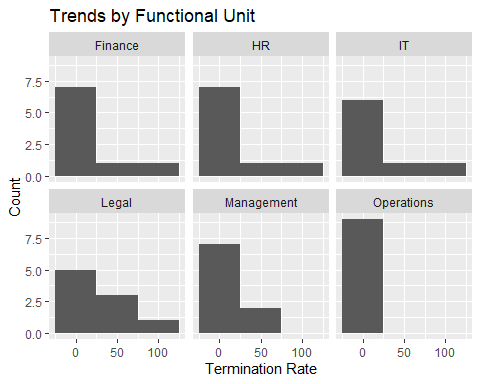 Trends by Functional Unit
Finance HR IT
7.5
5.0
2.5
0.0
Count
Legal Management Operations
7.5
5.0
2.5
0.0
0 50 100 0 50 100 0 50 100
Termination Rate